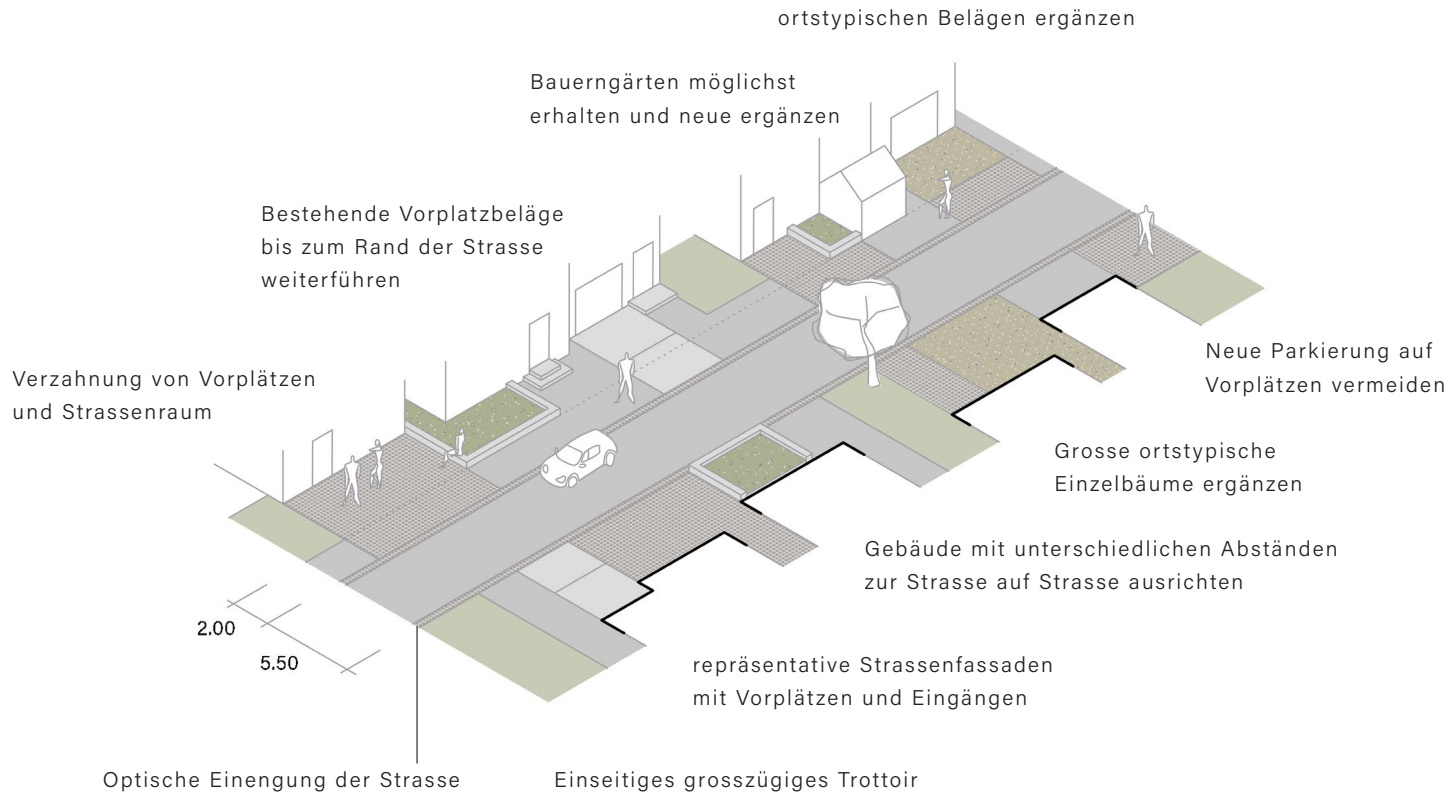 ortstypischen Belägen ergänzen
Bauerngärten möglichst
erhalten und neue ergänzen
Bestehende Vorplatzbeläge
bis zum Rand der Strasse
weiterführen
Verzahnung von Vorplätzen
und Strassenraum
Neue Parkierung auf
Vorplätzen vermeiden
Grosse ortstypische
Einzelbäume ergänzen
Gebäude mit unterschiedlichen Abständen
zur Strasse auf Strasse ausrichten
2.00
5.50
repräsentative Strassenfassaden
mit Vorplätzen und Eingängen
Optische Einengung der Strasse
Einseitiges grosszügiges Trottoir